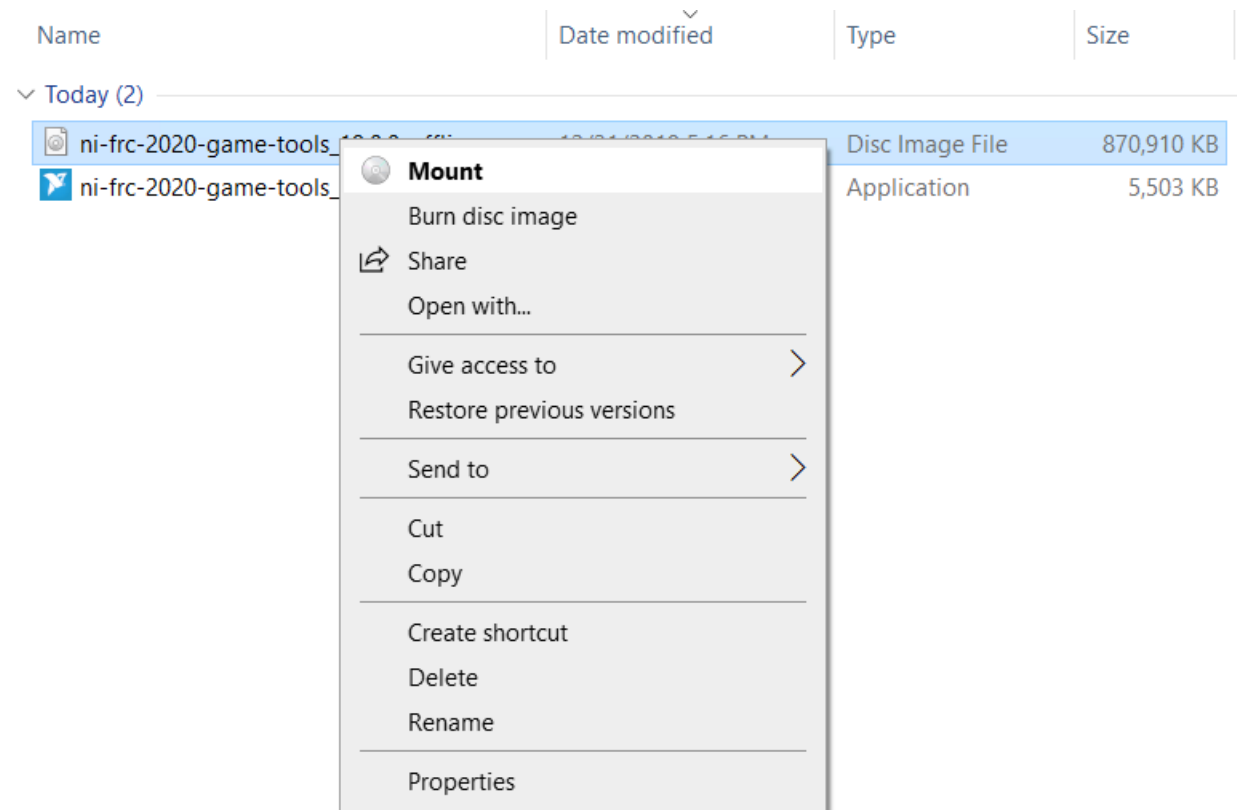 Name Date modified Type Size
Today (2)
ni-frc-2020-game-tools_ Disc Image File 870,910 KB
ni-frc-2020-game-tools_ Application 5,503 KB
Mount
Burn disc image
Share
Open with...
Give access to
Restore previous versions
Send to
Cut
Copy
Create shortcut
Delete
Rename
Properties